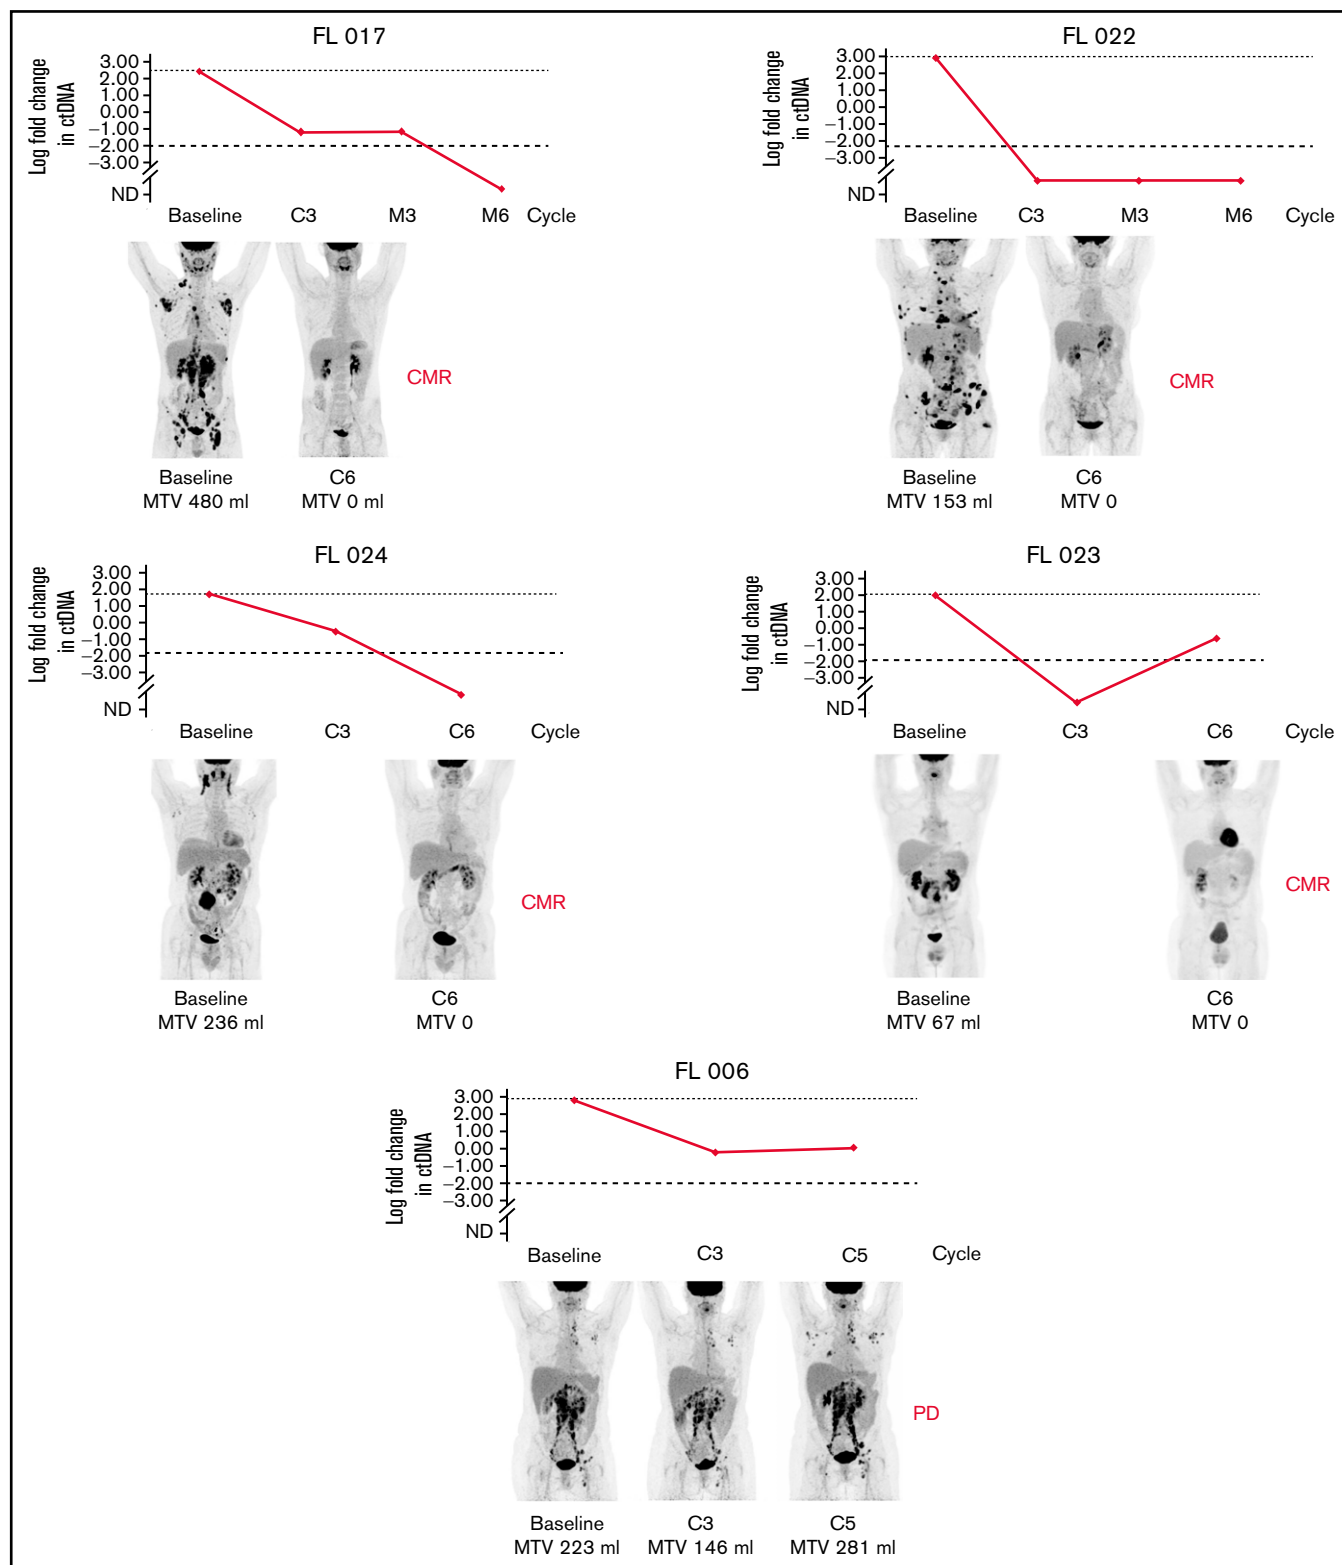 FL 017
Log fold change
in ctDNA
3.00
2.00
1.00
0.00
−1.00
−2.00
−3.00
ND
Baseline C3 M3 M6 Cycle
CMR
Baseline C6
MTV 480 ml MTV 0 ml
FL 022
Log fold change
in ctDNA
3.00
2.00
1.00
0.00
−1.00
−2.00
−3.00
ND
Baseline C3 M3 M6 Cycle
CMR
Baseline C6
MTV 153 ml MTV 0
FL 024
Log fold change
in ctDNA
3.00
2.00
1.00
0.00
−1.00
−2.00
−3.00
ND
Baseline C3 C6 Cycle
CMR
Baseline C6
MTV 236 ml MTV 0
FL 023
Log fold change
in ctDNA
3.00
2.00
1.00
0.00
−1.00
−2.00
−3.00
ND
Baseline C3 C6 Cycle
CMR
Baseline C6
MTV 67 ml MTV 0
FL 006
Log fold change
in ctDNA
3.00
2.00
1.00
0.00
−1.00
−2.00
−3.00
ND
Baseline C3 C5 Cycle
PD
Baseline C3 C5
MTV 223 ml MTV 146 ml MTV 281 ml